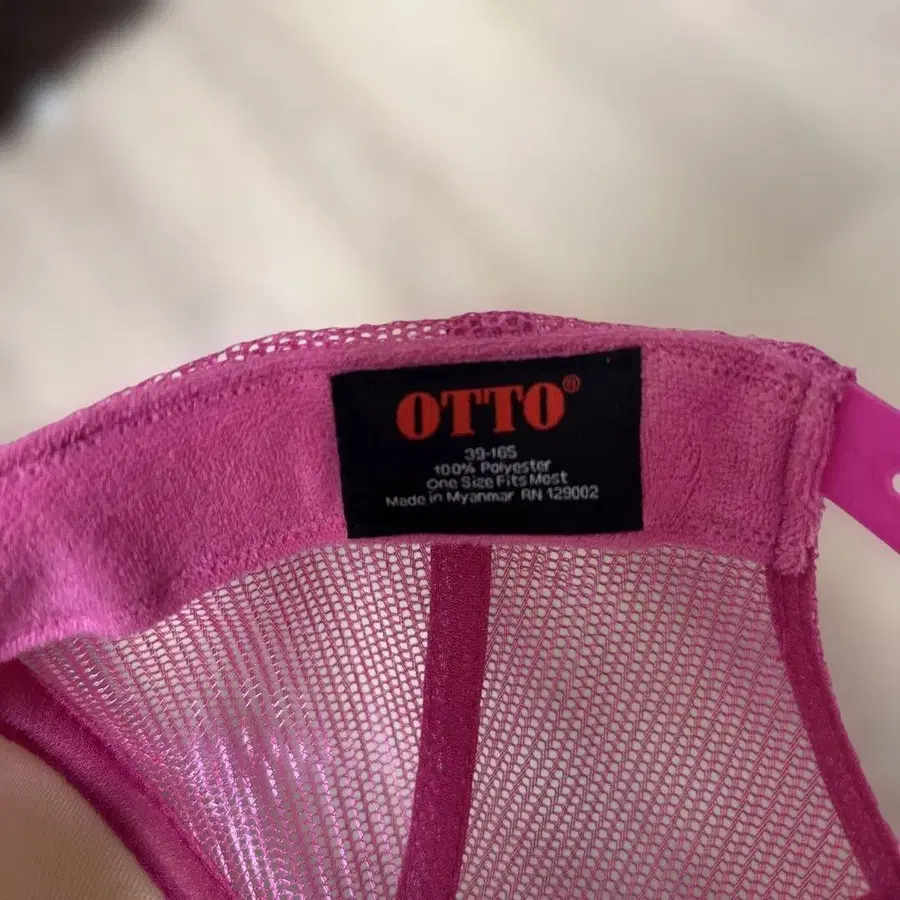 OTTO®
39-165
100% Polyester
One Size Fits Most
Made in Myanmar RN 129002